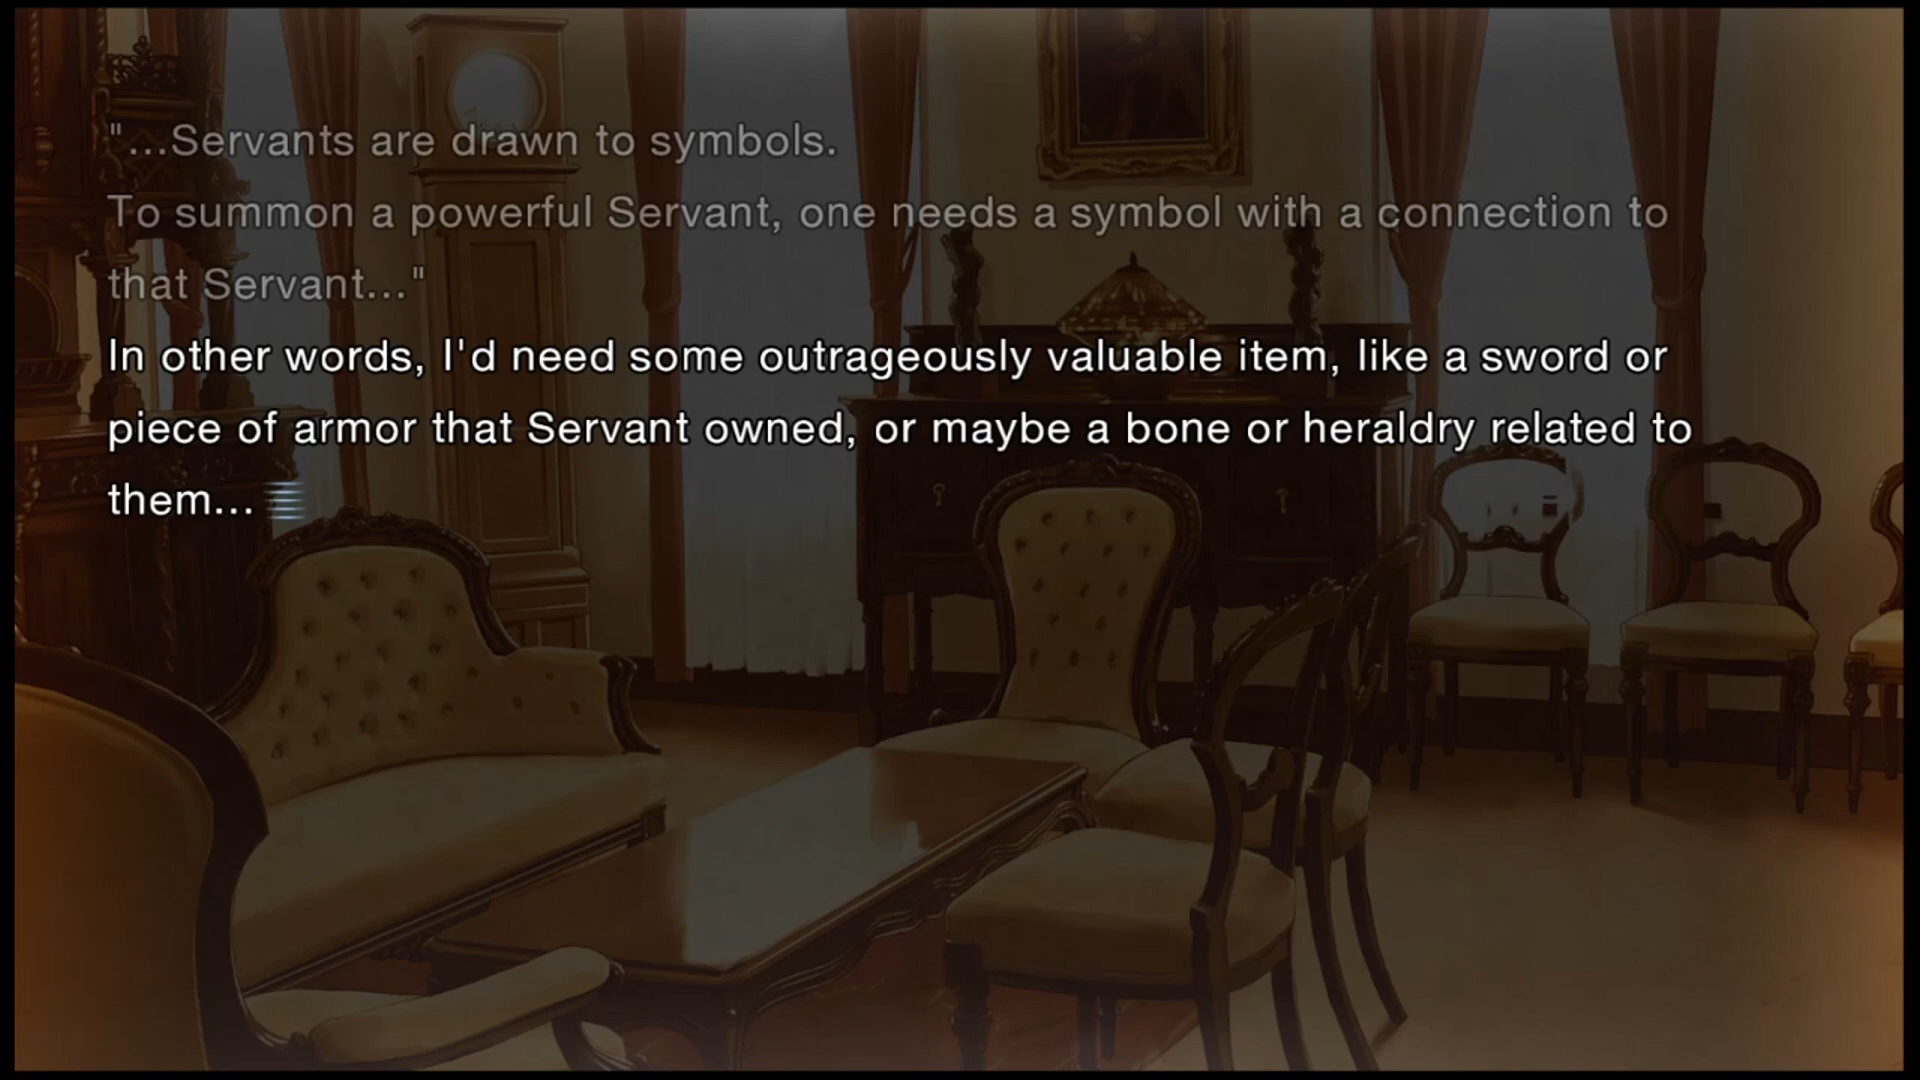 "...Servants are drawn to symbols.
To summon a powerful Servant, one needs a symbol with a connection to
that Servant..."
In other words, I'd need some outrageously valuable item, like a sword or
piece of armor that Servant owned, or maybe a bone or heraldry related to
them...